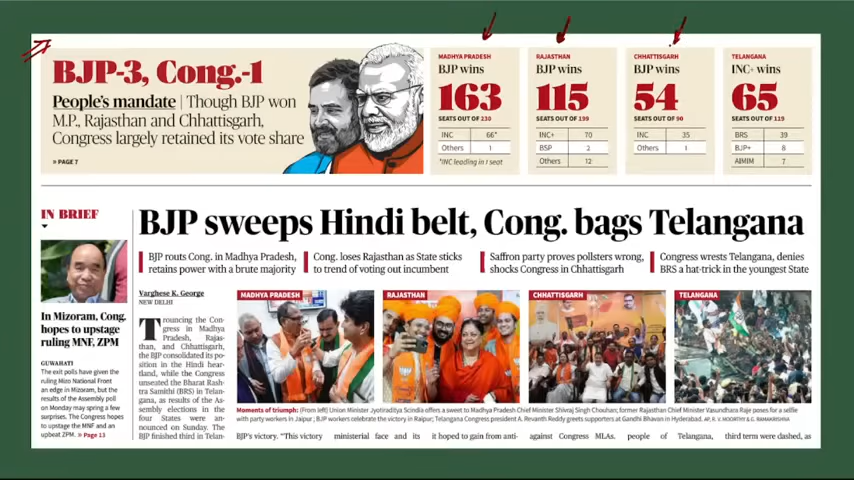 BJP-3, Cong.-1
People's mandate | Though BJP won
M.P., Rajasthan and Chhattisgarh,
Congress largely retained its vote share
» PAGE 7
MADHYA PRADESH
BJP wins
163
SEATS OUT OF 230
INC 66*
Others 1
*INC leading in 1 seat
RAJASTHAN
BJP wins
115
SEATS OUT OF 199
INC+ 70
BSP 2
Others 12
CHHATTISGARH
BJP wins
54
SEATS OUT OF 90
INC 35
Others 1
TELANGANA
INC+ wins
65
SEATS OUT OF 119
BRS 39
BJP+ 8
AIMIM 7
IN BRIEF
In Mizoram, Cong.
hopes to upstage
ruling MNF, ZPM
GUWAHATI
The exit polls have given the
ruling Mizo National Front
an edge in Mizoram, but the
results of the Assembly poll
on Monday may spring a few
surprises. The Congress hopes
to upstage the MNF and an
upbeat ZPM. » Page 13
BJP sweeps Hindi belt, Cong. bags Telangana
BJP routs Cong. in Madhya Pradesh,
retains power with a brute majority
Cong. loses Rajasthan as State sticks
to trend of voting out incumbent
Saffron party proves pollsters wrong,
shocks Congress in Chhattisgarh
Congress wrests Telangana, denies
BRS a hat-trick in the youngest State
Varghese K. George
NEW DELHI
Trouncing the Con-
gress in Madhya
Pradesh, Rajas-
than, and Chhattisgarh,
the BJP consolidated its po-
sition in the Hindi heart-
land, while the Congress
unseated the Bharat Rash-
tra Samithi (BRS) in Telan-
gana, as results of the As-
sembly elections in the
four States were an-
nounced on Sunday. The
BJP finished third in Telan-
MADHYA PRADESH
RAJASTHAN
CHHATTISGARH
TELANGANA
Moments of triumph: (From left) Union Minister Jyotiraditya Scindia offers a sweet to Madhya Pradesh Chief Minister Shivraj Singh Chouhan; former Rajasthan Chief Minister Vasundhara Raje poses for a selfie
with party workers in Jaipur; BJP workers celebrate the victory in Raipur; Telangana Congress president A. Revanth Reddy greets supporters at Gandhi Bhavan in Hyderabad. AP, R. V. MOORTHY & G. RAMAKRISHNA
BJP's victory. "This victory
ministerial face and its
it hoped to gain from anti-
against Congress MLAs.
people of Telangana,
third term were dashed, as